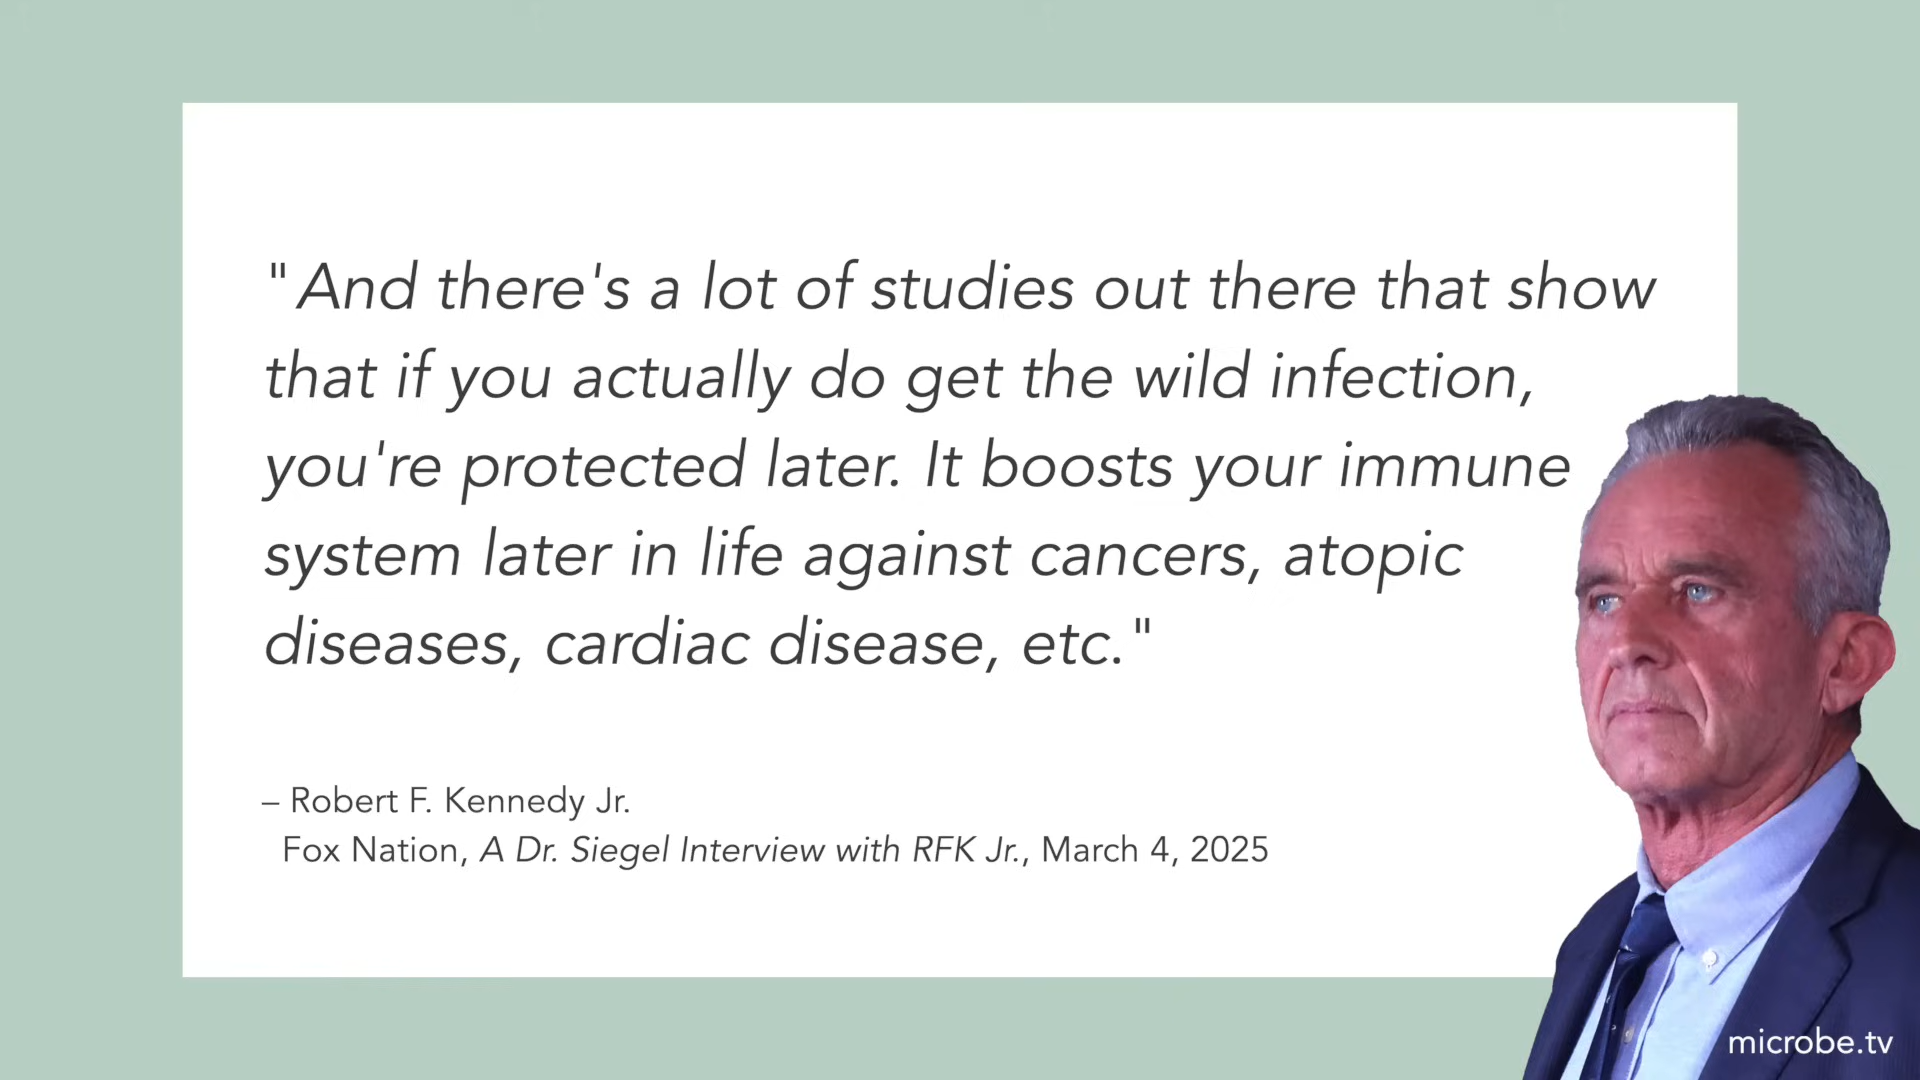 "And there's a lot of studies out there that show
that if you actually do get the wild infection,
you're protected later. It boosts your immune
system later in life against cancers, atopic
diseases, cardiac disease, etc."
– Robert F. Kennedy Jr.
Fox Nation, A Dr. Siegel Interview with RFK Jr., March 4, 2025
microbe.tv